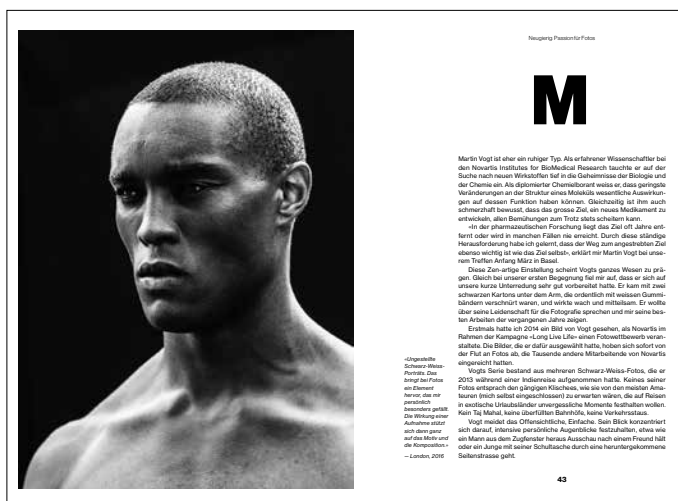 Neugierig: Passion für Fotos
M
Martin Vogt ist eher ein ruhiger Typ. Als erfahrener Wissenschaftler bei
den Novartis Institutes for BioMedical Research tauchte er auf der
Suche nach neuen Wirkstoffen tief in die Geheimnisse der Biologie und
der Chemie ein. Als diplomierter Chemielborant weiss er, dass geringste
Veränderungen an der Struktur eines Moleküls wesentliche Auswirkun-
gen auf dessen Funktion haben können. Gleichzeitig ist ihm auch
schmerzhaft bewusst, dass das grosse Ziel, ein neues Medikament zu
entwickeln, allen Bemühungen zum Trotz stets scheitern kann.
«In der pharmazeutischen Forschung liegt das Ziel oft Jahre ent-
fernt oder wird in manchen Fällen nie erreicht. Durch diese ständige
Herausforderung habe ich gelernt, dass der Weg zum angestrebten Ziel
ebenso wichtig ist wie das Ziel selbst», erklärt mir Martin Vogt bei unse-
rem Treffen Anfang März in Basel.
Diese Zen-artige Einstellung scheint Vogts ganzes Wesen zu prä-
gen. Gleich bei unserer ersten Begegnung fiel mir auf, dass er sich auf
unsere kurze Unterredung sehr gut vorbereitet hatte. Er kam mit zwei
schwarzen Kartons unter dem Arm, die ordentlich mit weissen Gummi-
bändern verschnürt waren, und wirkte wach und mitteilsam. Er wollte
über seine Leidenschaft für die Fotografie sprechen und mir seine bes-
ten Arbeiten der vergangenen Jahre zeigen.
Erstmals hatte ich 2014 ein Bild von Vogt gesehen, als Novartis im
Rahmen der Kampagne «Long Live Life» einen Fotowettbewerb veran-
staltete. Die Bilder, die er dafür ausgewählt hatte, hoben sich sofort von
der Flut an Fotos ab, die Tausende andere Mitarbeitende von Novartis
eingereicht hatten.
Vogts Serie bestand aus mehreren Schwarz-Weiss-Fotos, die er
2013 während einer Indienreise aufgenommen hatte. Keines seiner
Fotos entsprach den gängigen Klischees, wie sie von den meisten Ama-
teuren (mich selbst eingeschlossen) zu erwarten wären, die auf Reisen
in exotische Urlaubsländer unvergessliche Momente festhalten wollen.
Kein Taj Mahal, keine überfüllten Bahnhöfe, keine Verkehrsstaus.
Vogt meidet das Offensichtliche, Einfache. Sein Blick konzentriert
sich darauf, intensive persönliche Augenblicke festzuhalten, etwa wie
ein Mann aus dem Zugfenster heraus Ausschau nach einem Freund hält
oder ein Junge mit seiner Schultasche durch eine heruntergekommene
Seitenstrasse geht.
«Ungestellte
Schwarz-Weiss-
Porträts. Das
bringt bei Fotos
ein Element
hervor, das mir
persönlich
besonders gefällt.
Die Wirkung einer
Aufnahme stützt
sich dann ganz
auf das Motiv und
die Komposition.»
— London, 2016
43